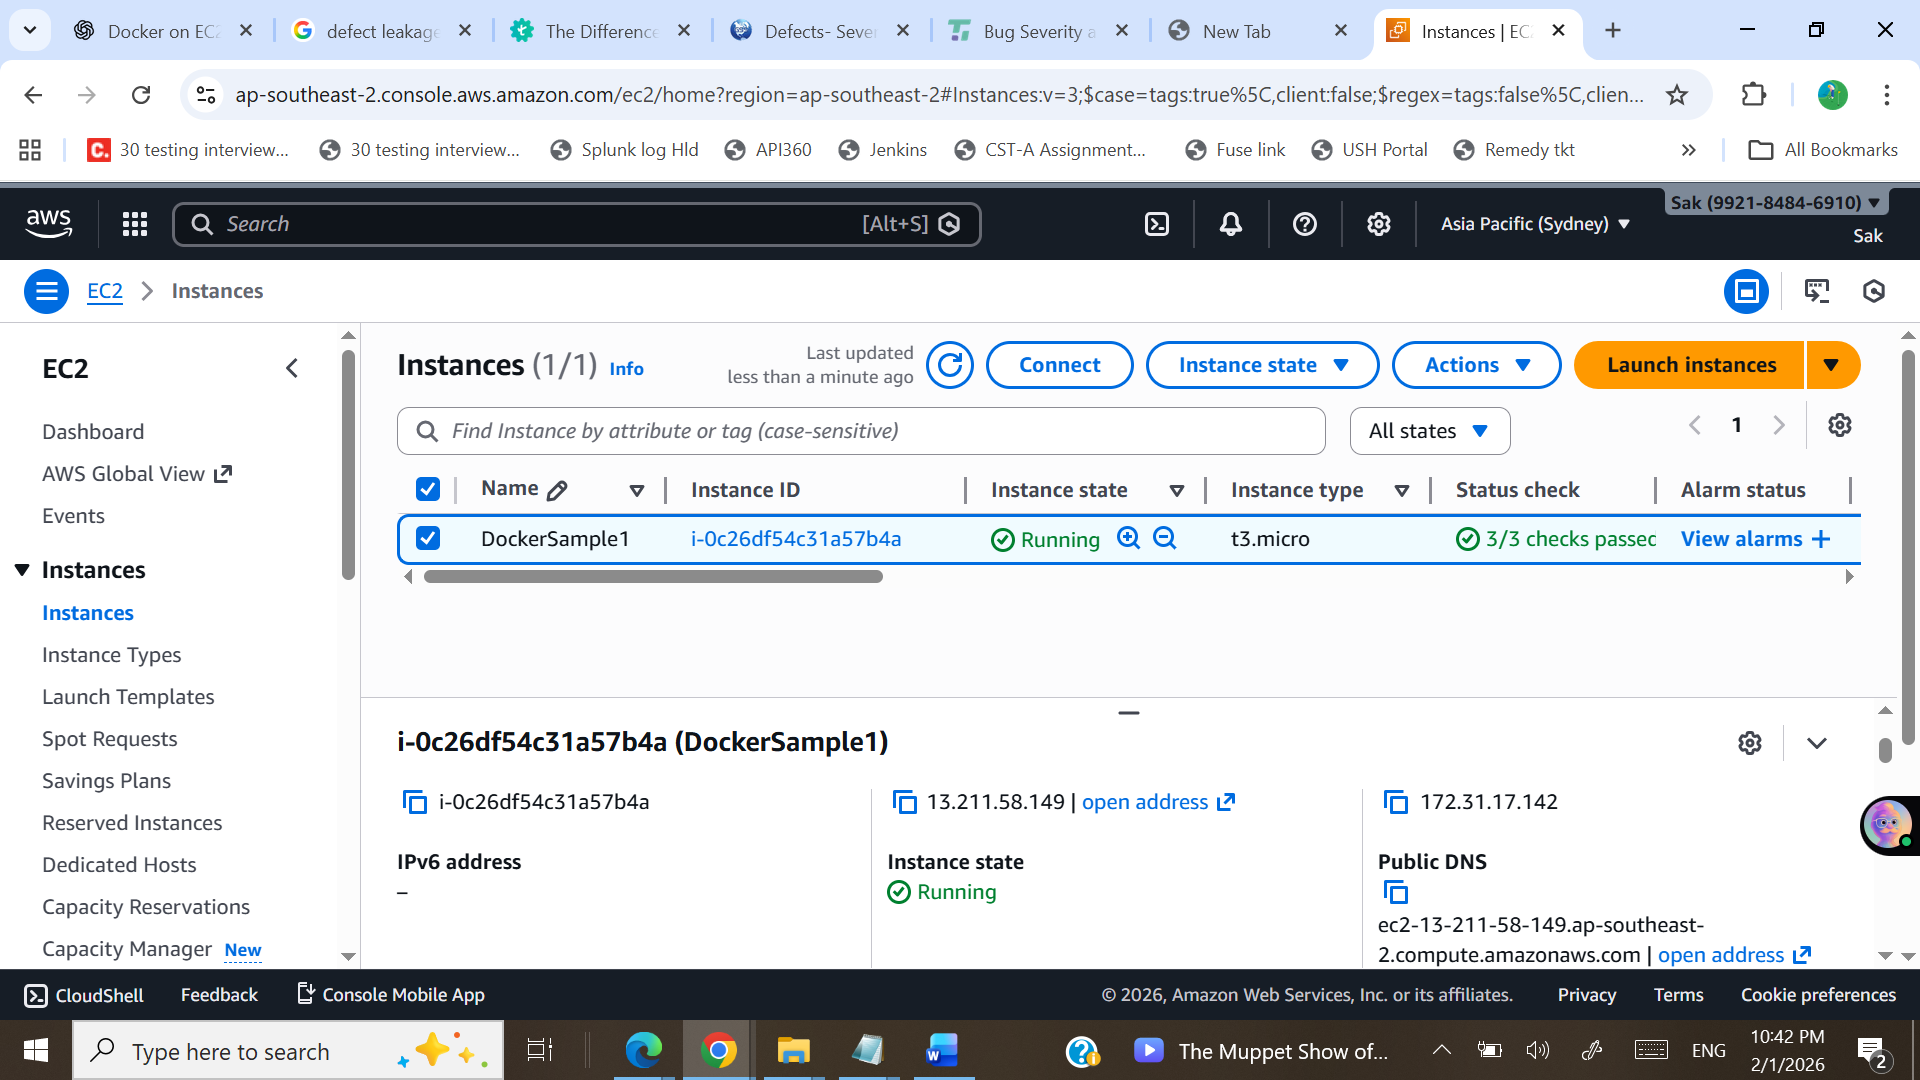 Docker on EC
defect leakage
The Difference
Defects- Seve
Bug Severity a
New Tab
Instances | EC
ap-southeast-2.console.aws.amazon.com/ec2/home?region=ap-southeast-2#Instances:v=3;$case=tags:true%5C,client:false;$regex=tags:false%5C,clien...
30 testing interview...
30 testing interview...
Splunk log Hld
API360
Jenkins
CST-A Assignment...
Fuse link
USH Portal
Remedy tkt
All Bookmarks
aws
Search
[Alt+S]
Asia Pacific (Sydney)
Sak (9921-8484-6910)
Sak
EC2
Instances
EC2
Dashboard
AWS Global View
Events
Instances
Instances
Instance Types
Launch Templates
Spot Requests
Savings Plans
Reserved Instances
Dedicated Hosts
Capacity Reservations
Capacity Manager New
Instances (1/1) Info
Last updated
less than a minute ago
Connect
Instance state
Actions
Launch instances
Find Instance by attribute or tag (case-sensitive)
All states
1
Name
Instance ID
Instance state
Instance type
Status check
Alarm status
DockerSample1
i-0c26df54c31a57b4a
Running
t3.micro
3/3 checks passed
View alarms +
i-0c26df54c31a57b4a (DockerSample1)
i-0c26df54c31a57b4a
13.211.58.149 | open address
172.31.17.142
IPv6 address
–
Instance state
Running
Public DNS
ec2-13-211-58-149.ap-southeast-
2.compute.amazonaws.com | open address
CloudShell
Feedback
Console Mobile App
© 2026, Amazon Web Services, Inc. or its affiliates.
Privacy
Terms
Cookie preferences
Type here to search
The Muppet Show of...
ENG
10:42 PM
2/1/2026
2